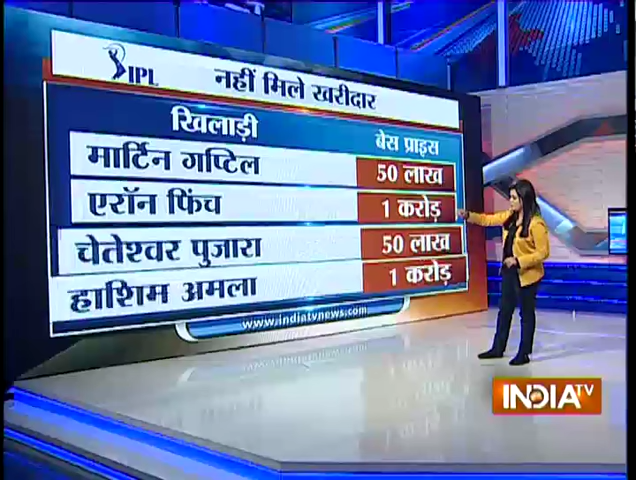 IPL नहीं मिले खरीदार
खिलाड़ी बेस प्राइस
मार्टिन गप्टिल 50 लाख
एरॉन फिंच 1 करोड़
चेतेश्वर पुजारा 50 लाख
हाशिम अमला 1 करोड़
www.indiatvnews.com
INDIA TV